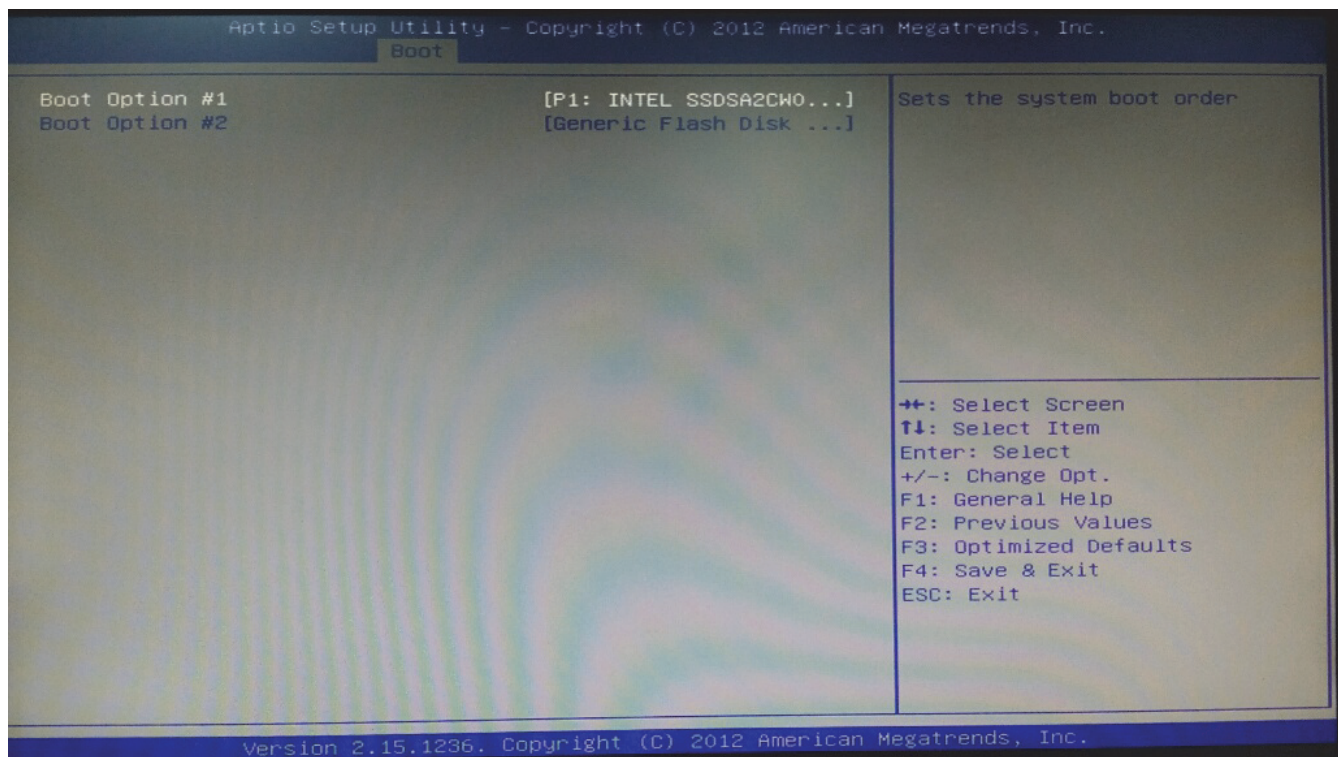 Aptio Setup Utility – Copyright (C) 2012 American Megatrends, Inc.
Boot
Boot Option #1 [P1: INTEL SSDSA2CW0...]
Boot Option #2 [Generic Flash Disk ...]
Sets the system boot order
→←: Select Screen
↑↓: Select Item
Enter: Select
+/-: Change Opt.
F1: General Help
F2: Previous Values
F3: Optimized Defaults
F4: Save & Exit
ESC: Exit
Version 2.15.1236. Copyright (C) 2012 American Megatrends, Inc.